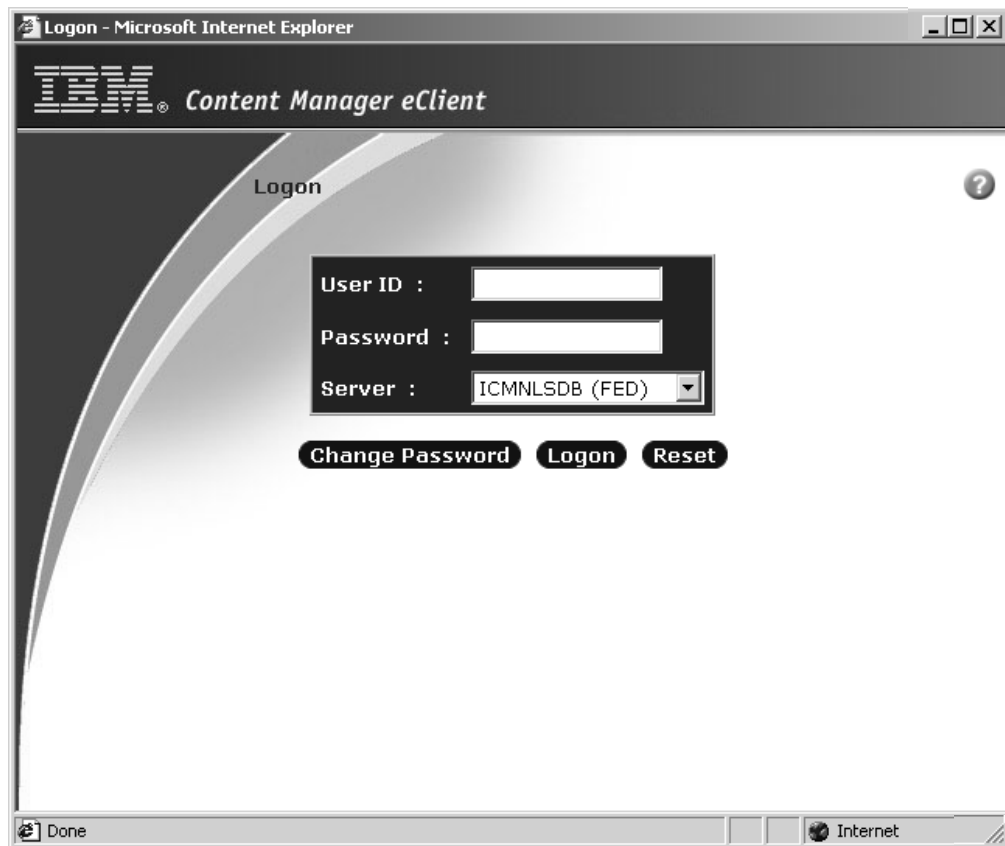 Logon - Microsoft Internet Explorer
IBM® Content Manager eClient
Logon
?
User ID :
Password :
Server : ICMNLSDB (FED)
Change Password Logon Reset
Done Internet